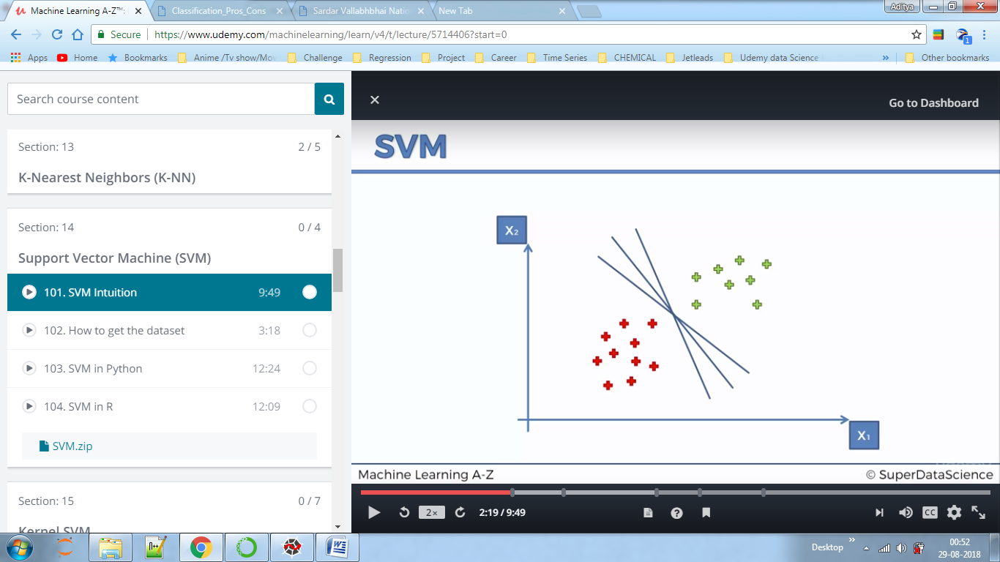 Machine Learning A-Z™:
Classification_Pros_Cons
Sardar Vallabhbhai Natio
New Tab
Aditya
Secure
https://www.udemy.com/machinelearning/learn/v4/t/lecture/5714406?start=0
1
Apps
Home
Bookmarks
Anime /Tv show/Mov
Challenge
Regression
Project
Career
Time Series
CHEMICAL
Jetleads
Udemy data Science
»
Other bookmarks
Search course content
Go to Dashboard
Section: 13 2 / 5
K-Nearest Neighbors (K-NN)
Section: 14 0 / 4
Support Vector Machine (SVM)
101. SVM Intuition 9:49
102. How to get the dataset 3:18
103. SVM in Python 12:24
104. SVM in R 12:09
SVM.zip
Section: 15 0 / 7
Kernel SVM
SVM
X2
X1
Machine Learning A-Z
© SuperDataScience
2×
2:19 / 9:49
CC
N++
W
Desktop
»
00:52
29-08-2018